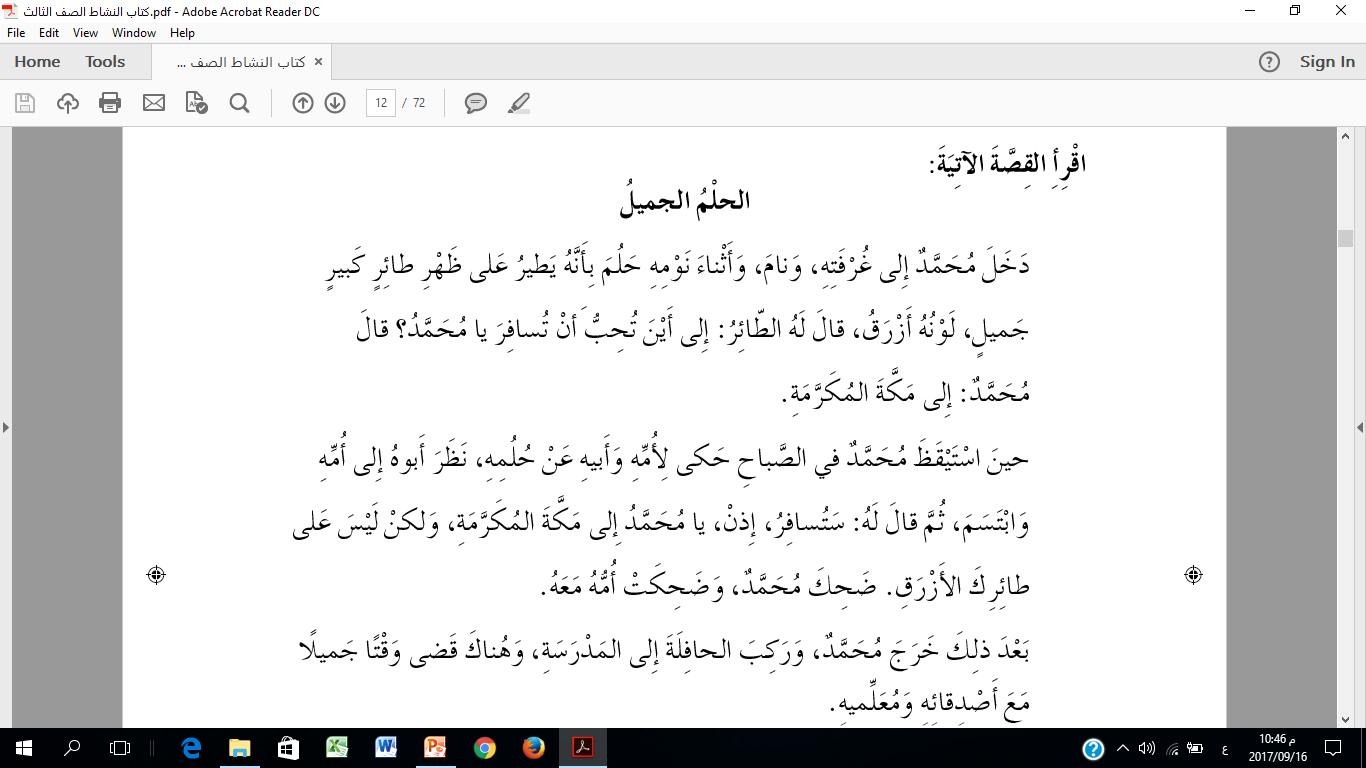 كتاب النشاط الصف الثالث.pdf - Adobe Acrobat Reader DC
File Edit View Window Help
Home Tools كتاب النشاط الصف ... × Sign In
12 / 72
اقْرِأِ القِصَّةَ الآتِيَةَ:
الحلْمُ الجميلُ
دَخَلَ مُحَمَّدٌ إِلى غُرْفَتِهِ، وَنامَ، وَأَثْناءَ نَوْمِهِ حَلُمَ بِأَنَّهُ يَطيرُ عَلى ظَهْرِ طائِرٍ كَبيرٍ
جَميلٍ، لَوْنُهُ أَزْرَقُ، قالَ لَهُ الطّائِرُ: إِلى أَيْنَ تُحِبُّ أَنْ تُسافِرَ يا مُحَمَّدُ؟ قالَ
مُحَمَّدٌ: إِلى مَكَّةَ المُكَرَّمَةِ.
حينَ اسْتَيْقَظَ مُحَمَّدٌ في الصَّباحِ حَكى لِأُمِّهِ وَأَبيهِ عَنْ حُلُمِهِ، نَظَرَ أَبوهُ إِلى أُمِّهِ
وَابْتَسَمَ، ثُمَّ قالَ لَهُ: سَتُسافِرُ، إِذنْ، يا مُحَمَّدُ إِلى مَكَّةَ المُكَرَّمَةِ، وَلكنْ لَيْسَ عَلى
طائِرِكَ الأَزْرَقِ. ضَحِكَ مُحَمَّدٌ، وَضَحِكَتْ أُمُّهُ مَعَهُ.
بَعْدَ ذلِكَ خَرَجَ مُحَمَّدٌ، وَرَكِبَ الحافِلَةَ إِلى المَدْرَسَةِ، وَهُناكَ قَضى وَقْتًا جَميلًا
مَعَ أَصْدِقائِهِ وَمُعَلِّميهِ.
ع 10:46 م
2017/09/16